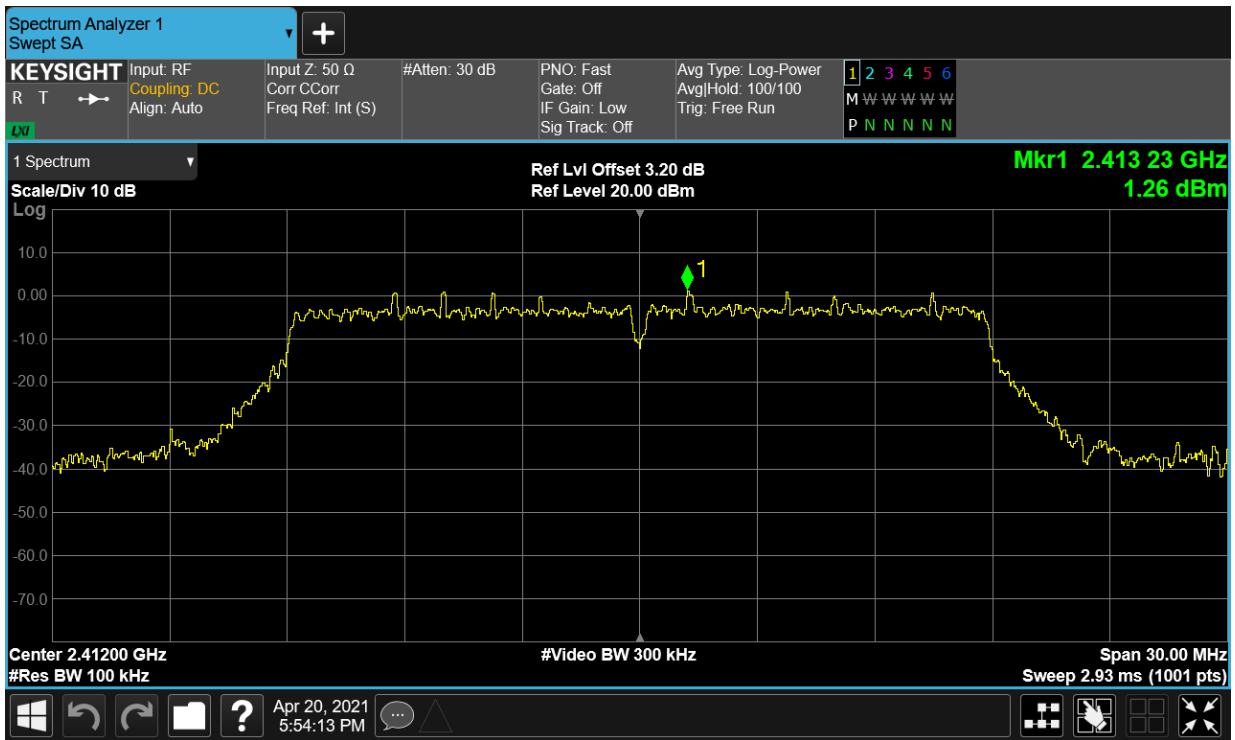 Spectrum Analyzer 1
Swept SA
KEYSIGHT
R T
LXI
Input: RF
Coupling: DC
Align: Auto
Input Z: 50 Ω
Corr CCorr
Freq Ref: Int (S)
#Atten: 30 dB
PNO: Fast
Gate: Off
IF Gain: Low
Sig Track: Off
Avg Type: Log-Power
Avg|Hold: 100/100
Trig: Free Run
1 2 3 4 5 6
M W W W W W
P N N N N N
1 Spectrum
Scale/Div 10 dB
Log
Ref Lvl Offset 3.20 dB
Ref Level 20.00 dBm
Mkr1 2.413 23 GHz
1.26 dBm
10.0
0.00
-10.0
-20.0
-30.0
-40.0
-50.0
-60.0
-70.0
1
Center 2.41200 GHz
#Res BW 100 kHz
#Video BW 300 kHz
Span 30.00 MHz
Sweep 2.93 ms (1001 pts)
?
Apr 20, 2021
5:54:13 PM